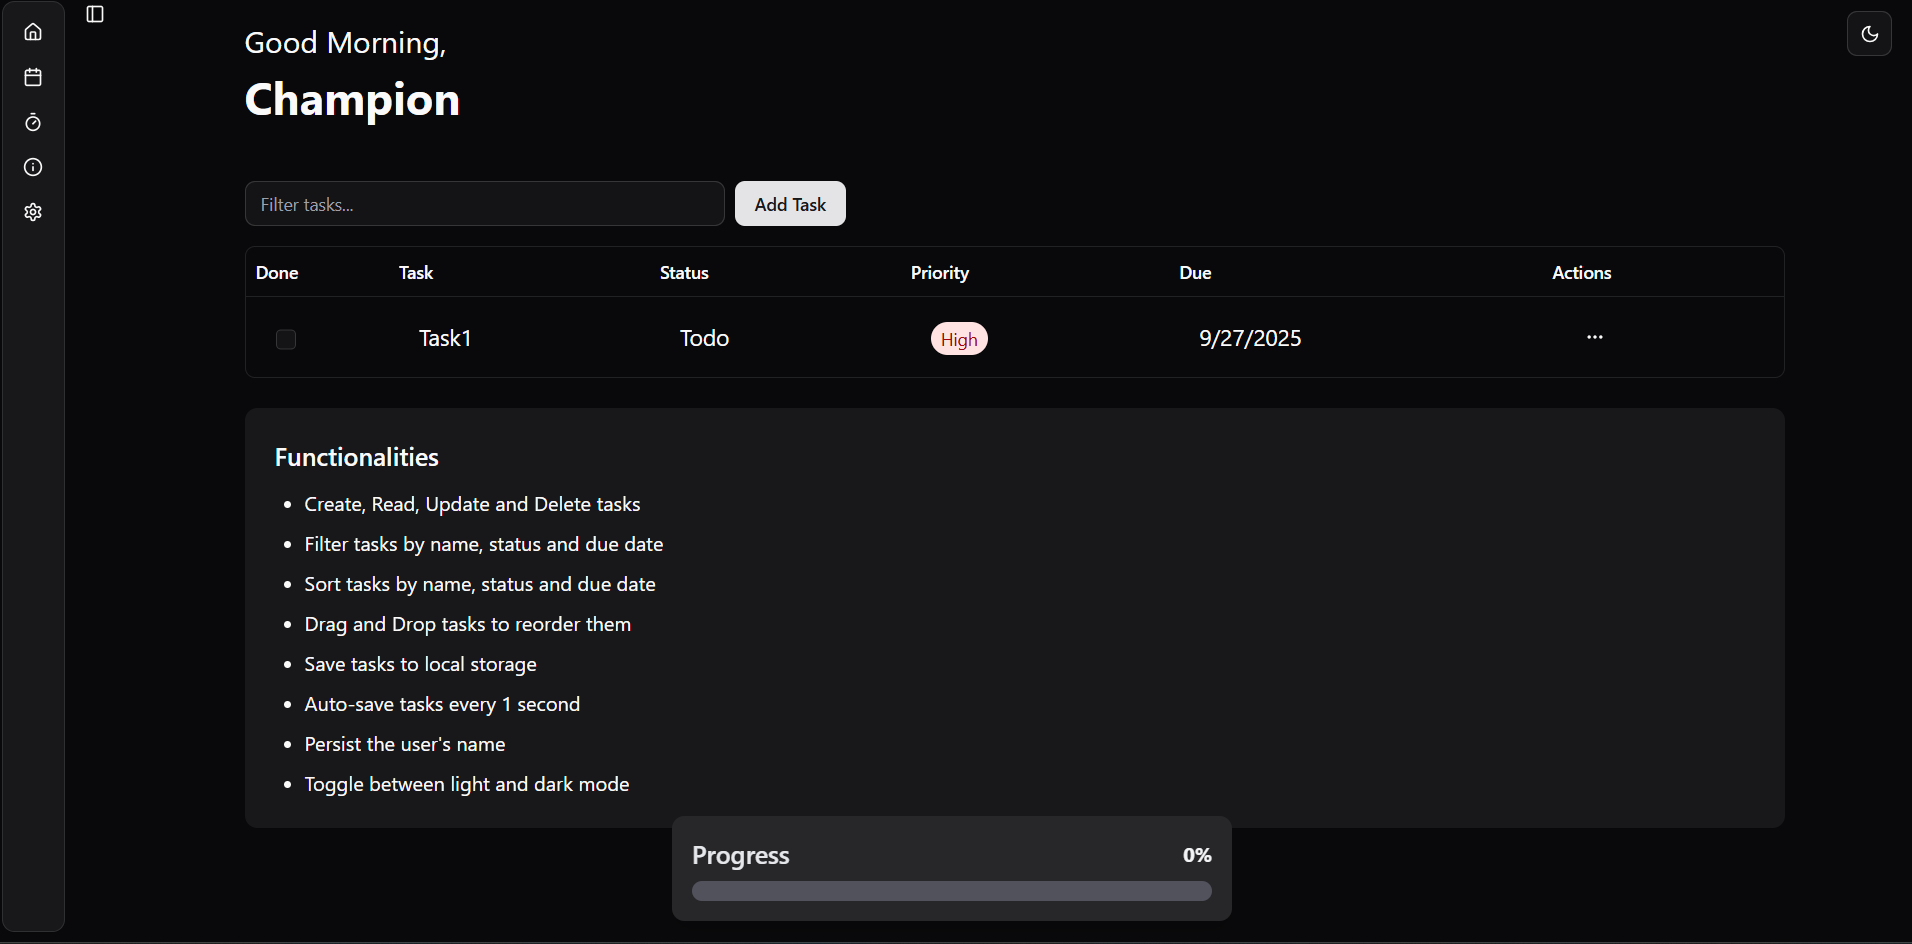 Good Morning,
Champion
Filter tasks...
Add Task
Done Task Status Priority Due Actions
Task1 Todo High 9/27/2025
Functionalities
• Create, Read, Update and Delete tasks
• Filter tasks by name, status and due date
• Sort tasks by name, status and due date
• Drag and Drop tasks to reorder them
• Save tasks to local storage
• Auto-save tasks every 1 second
• Persist the user's name
• Toggle between light and dark mode
Progress 0%